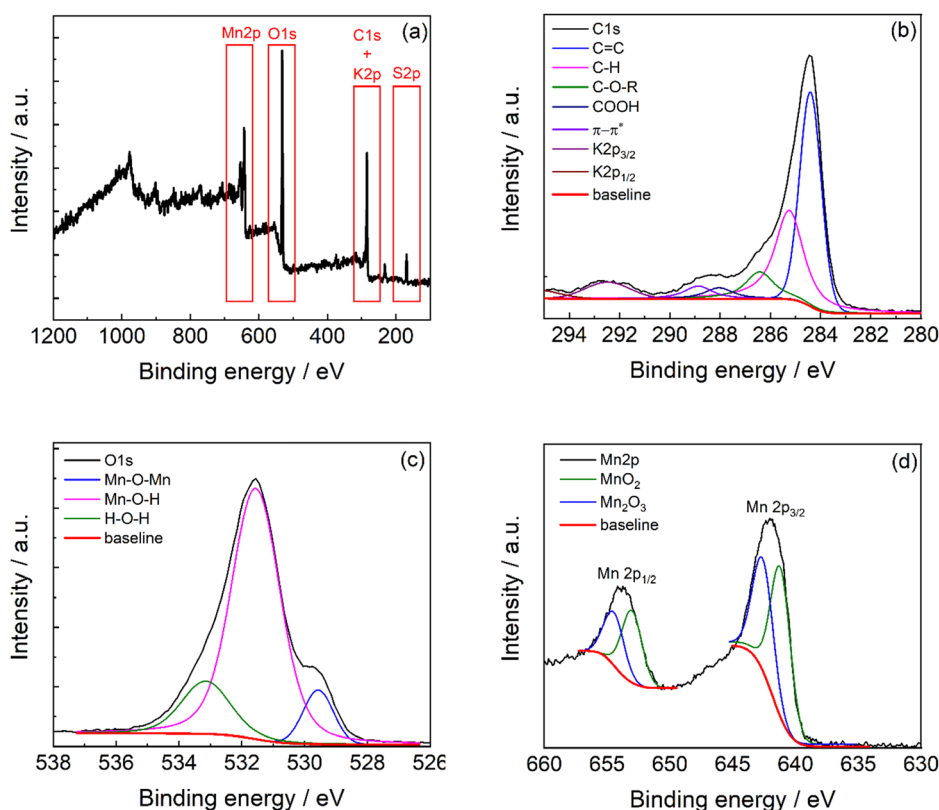 (a)
Mn2p O1s C1s + K2p S2p
Intensity / a.u.
1200 1000 800 600 400 200
Binding energy / eV
(b)
C1s
C=C
C-H
C-O-R
COOH
π–π*
K2p3/2
K2p1/2
baseline
Intensity / a.u.
294 292 290 288 286 284 282 280
Binding energy / eV
(c)
O1s
Mn-O-Mn
Mn-O-H
H-O-H
baseline
Intensity / a.u.
538 536 534 532 530 528 526
Binding energy / eV
(d)
Mn2p
MnO2
Mn2O3
baseline
Mn 2p3/2
Mn 2p1/2
Intensity / a.u.
660 655 650 645 640 635 630
Binding energy / eV